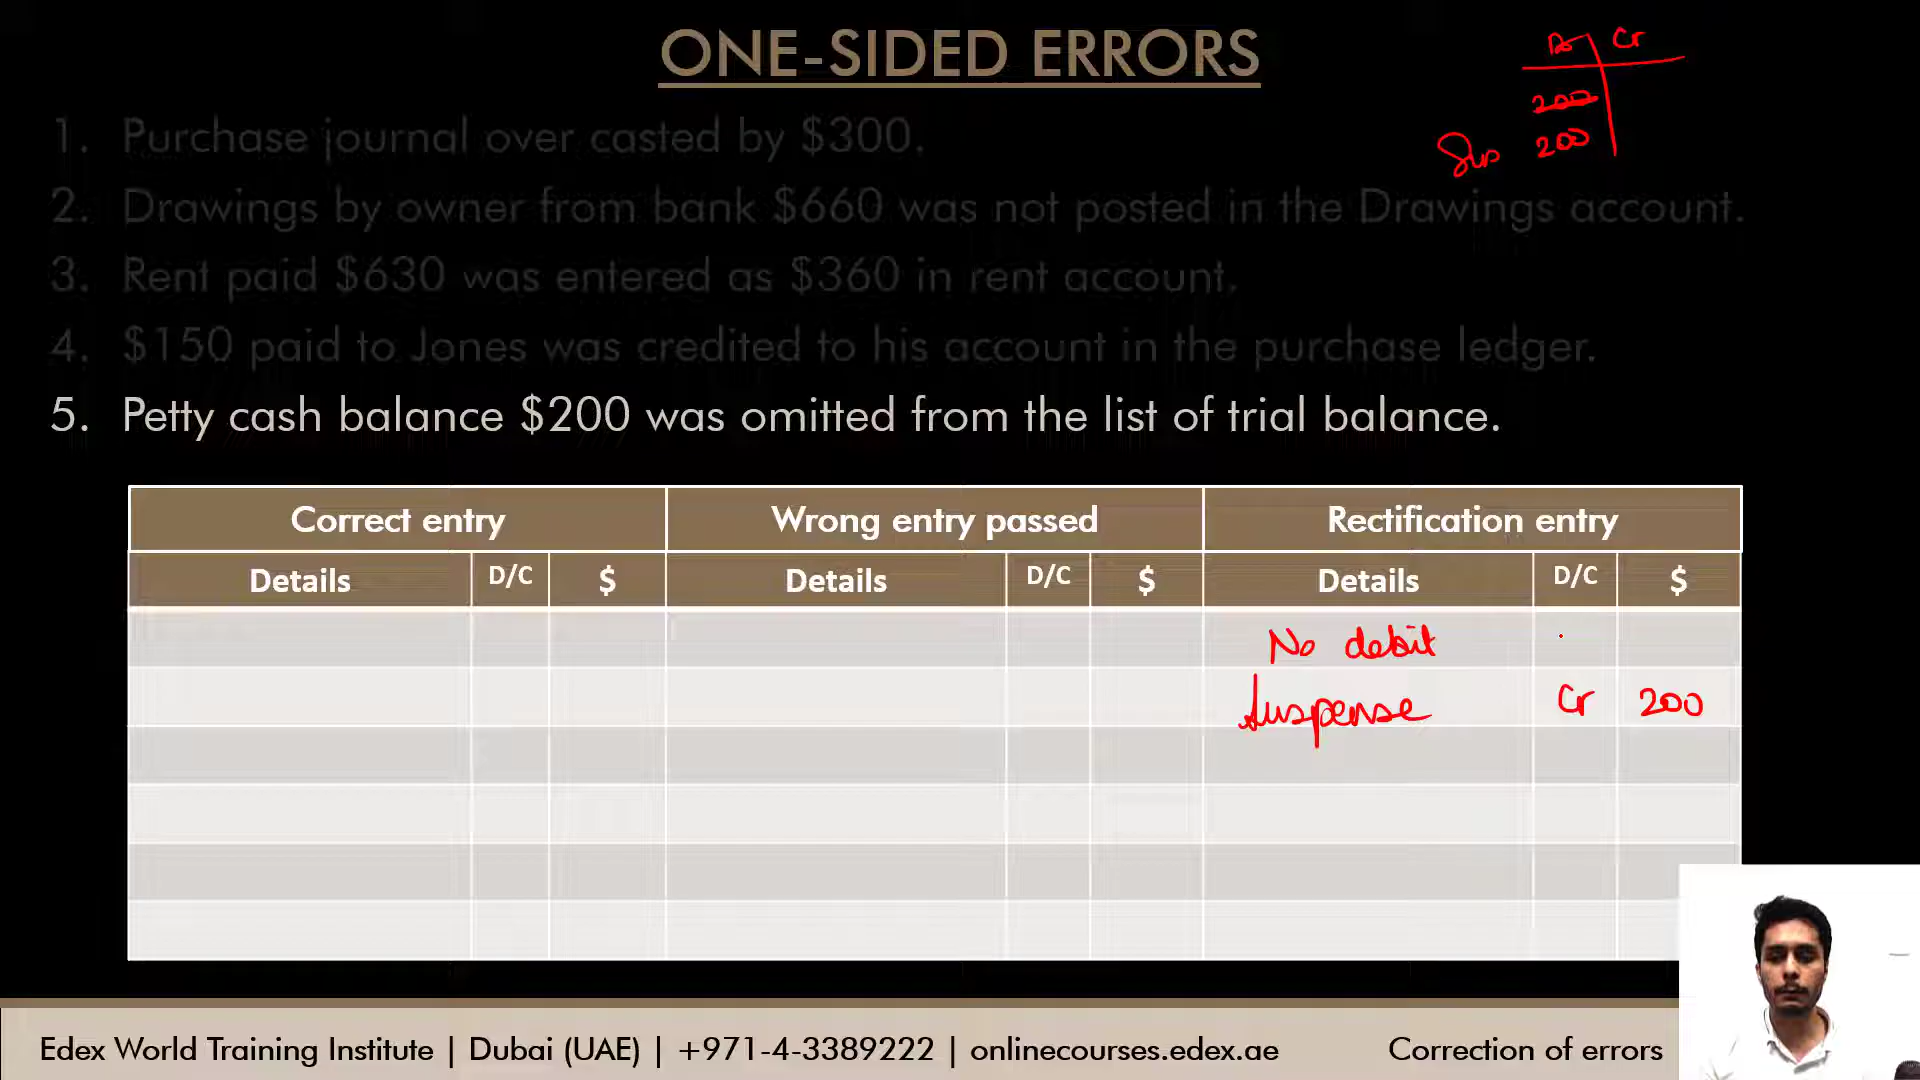 ONE-SIDED ERRORS
Dr Cr
200
Sus 200
1. Purchase journal over casted by $300.
2. Drawings by owner from bank $660 was not posted in the Drawings account.
3. Rent paid $630 was entered as $360 in rent account.
4. $150 paid to Jones was credited to his account in the purchase ledger.
5. Petty cash balance $200 was omitted from the list of trial balance.
Correct entry Wrong entry passed Rectification entry
Details D/C $ Details D/C $ Details D/C $
No debit
Suspense Cr 200
Edex World Training Institute | Dubai (UAE) | +971-4-3389222 | onlinecourses.edex.ae Correction of errors